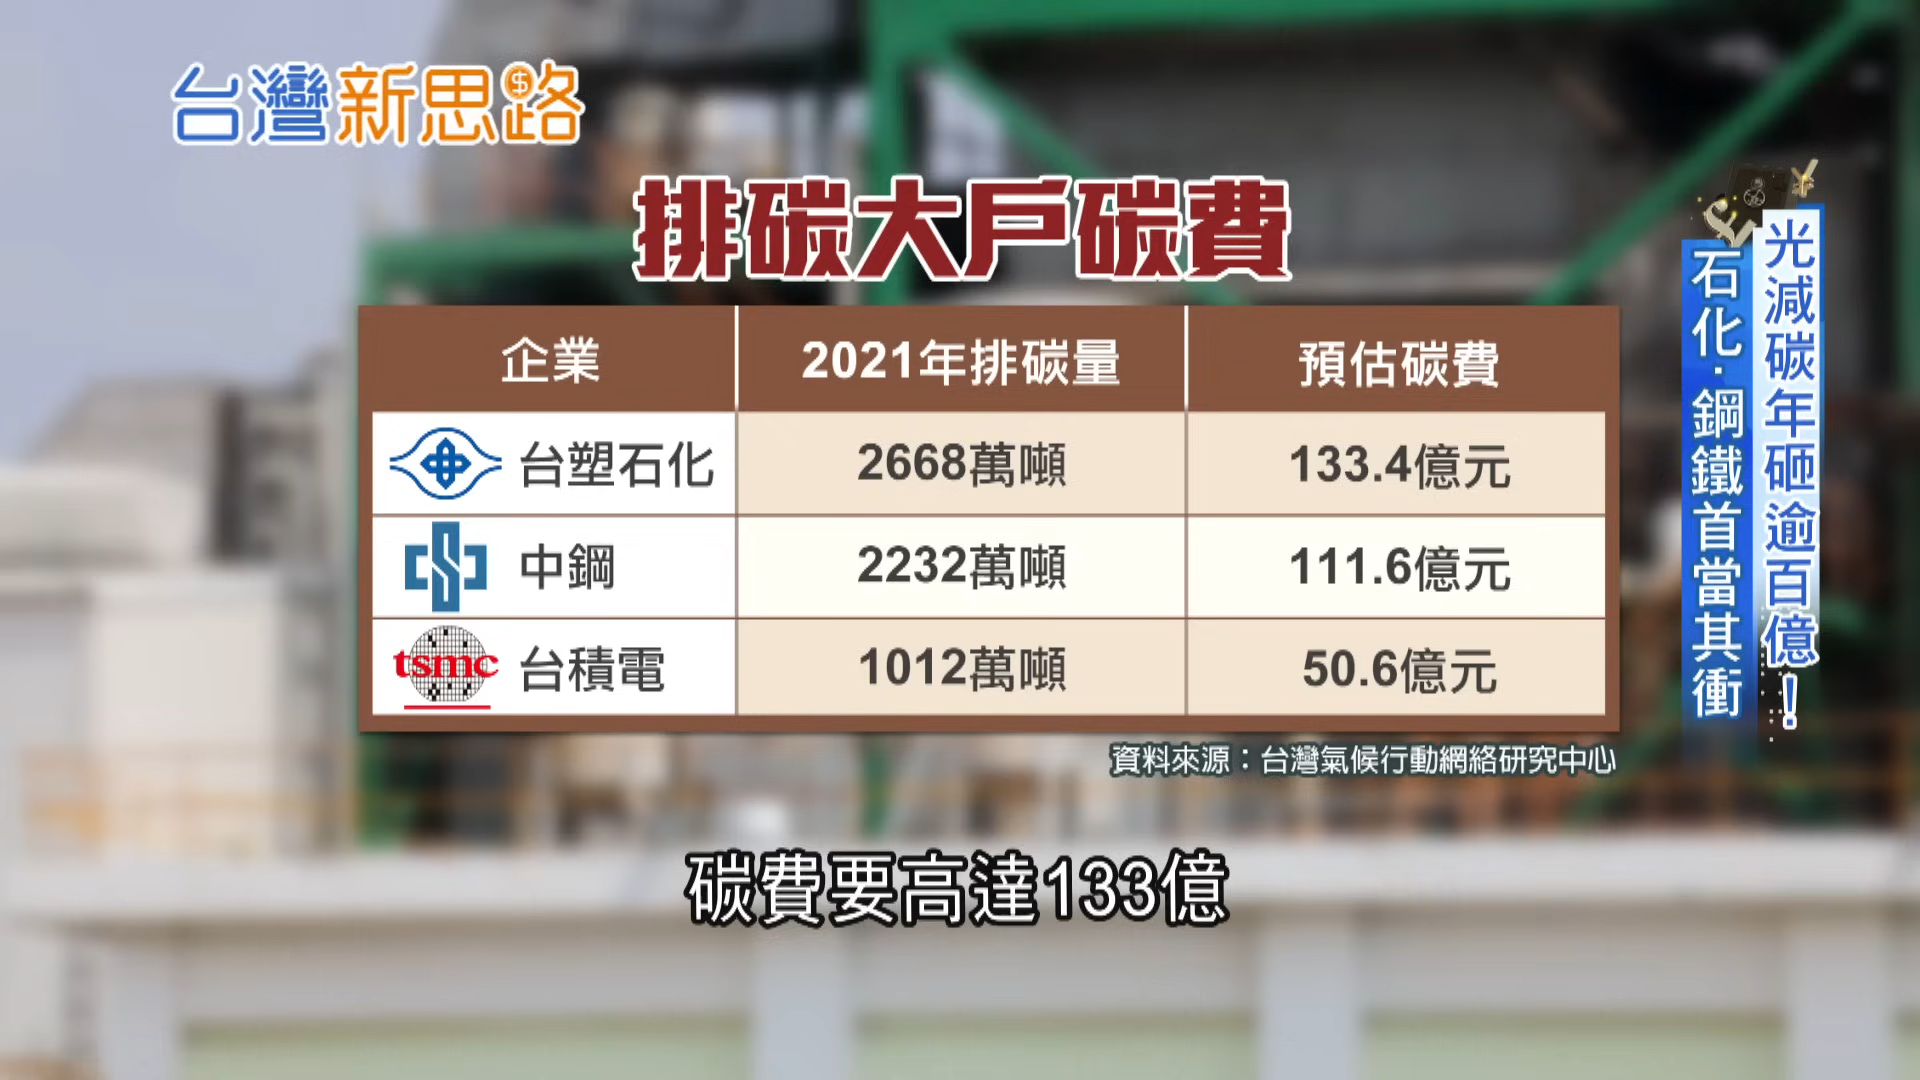 台灣新思路
排碳大戶碳費
企業 2021年排碳量 預估碳費
台塑石化 2668萬噸 133.4億元
中鋼 2232萬噸 111.6億元
tsmc 台積電 1012萬噸 50.6億元
資料來源：台灣氣候行動網絡研究中心
光減碳年砸逾百億！
石化·鋼鐵首當其衝
碳費要高達133億